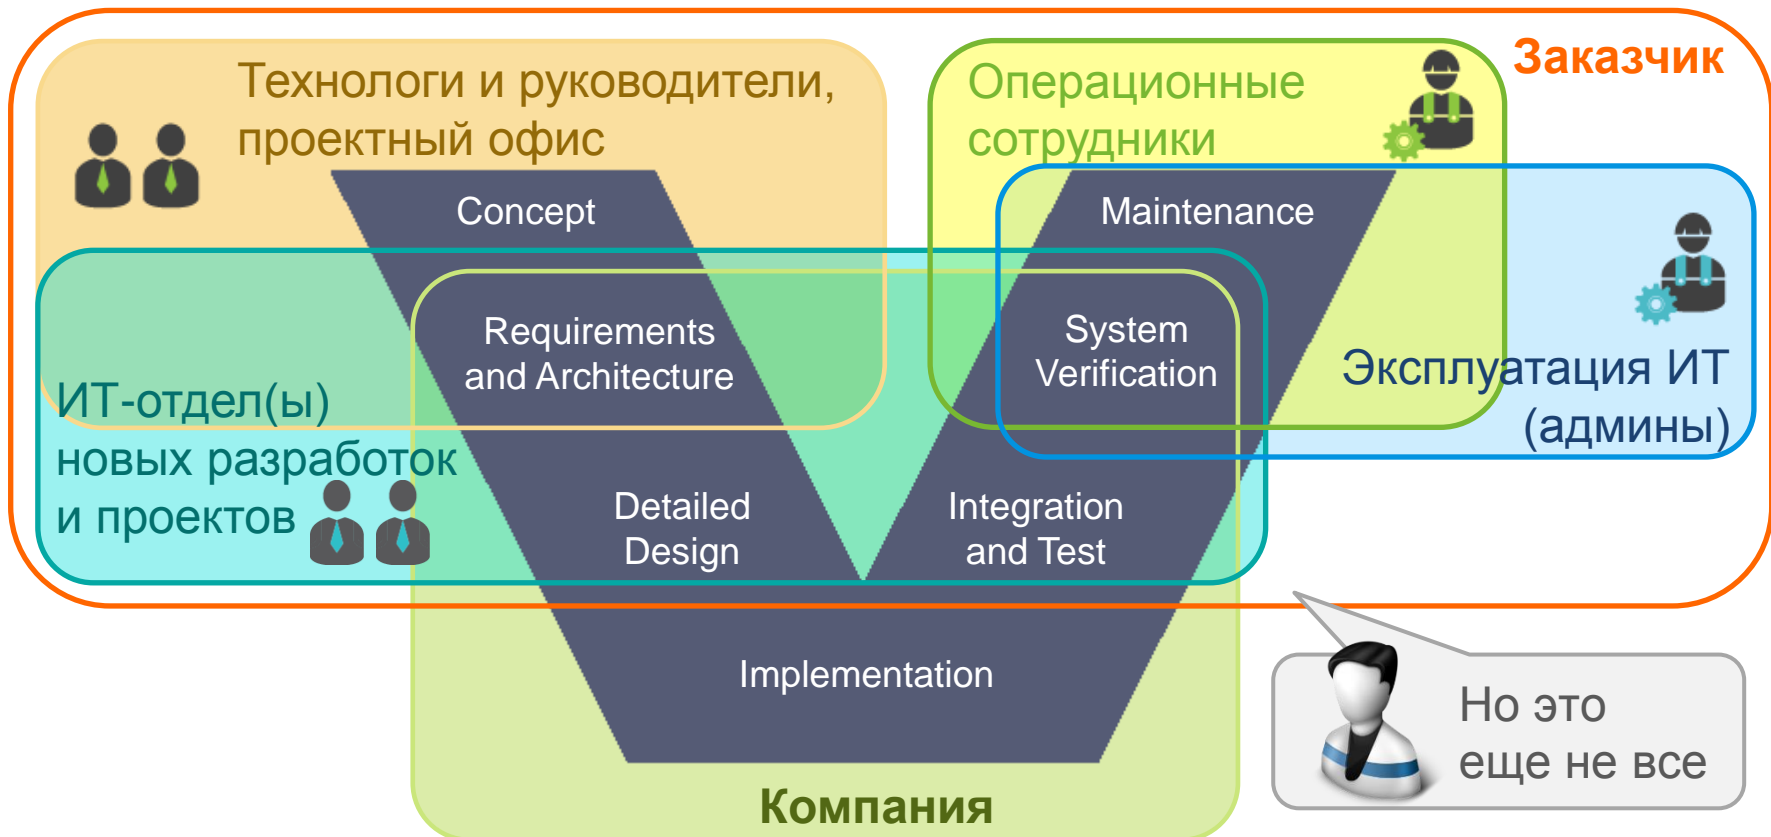 Заказчик
Технологи и руководители,
проектный офис
Операционные
сотрудники
Concept
Maintenance
Requirements
and Architecture
System
Verification
Эксплуатация ИТ
(админы)
ИТ-отдел(ы)
новых разработок
и проектов
Detailed
Design
Integration
and Test
Implementation
Но это
еще не все
Компания